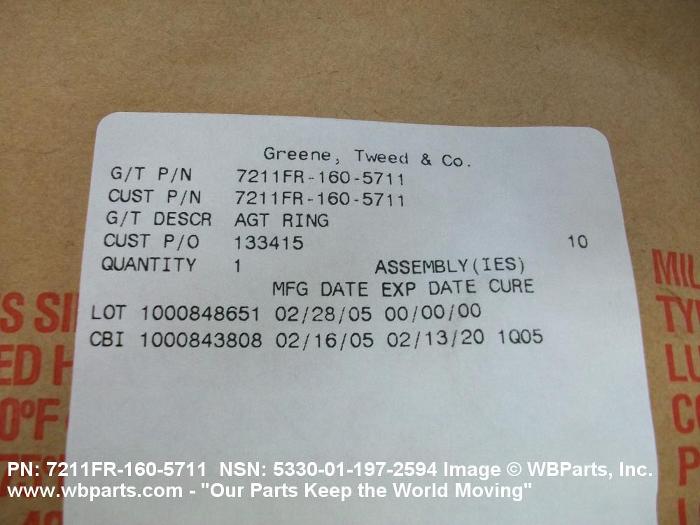 Greene, Tweed & Co.
G/T P/N 7211FR-160-5711
CUST P/N 7211FR-160-5711
G/T DESCR AGT RING
CUST P/O 133415 10
QUANTITY 1 ASSEMBLY(IES)
MFG DATE EXP DATE CURE
LOT 1000848651 02/28/05 00/00/00
CBI 1000843808 02/16/05 02/13/20 1Q05
PN: 7211FR-160-5711 NSN: 5330-01-197-2594 Image © WBParts, Inc.
www.wbparts.com - "Our Parts Keep the World Moving"